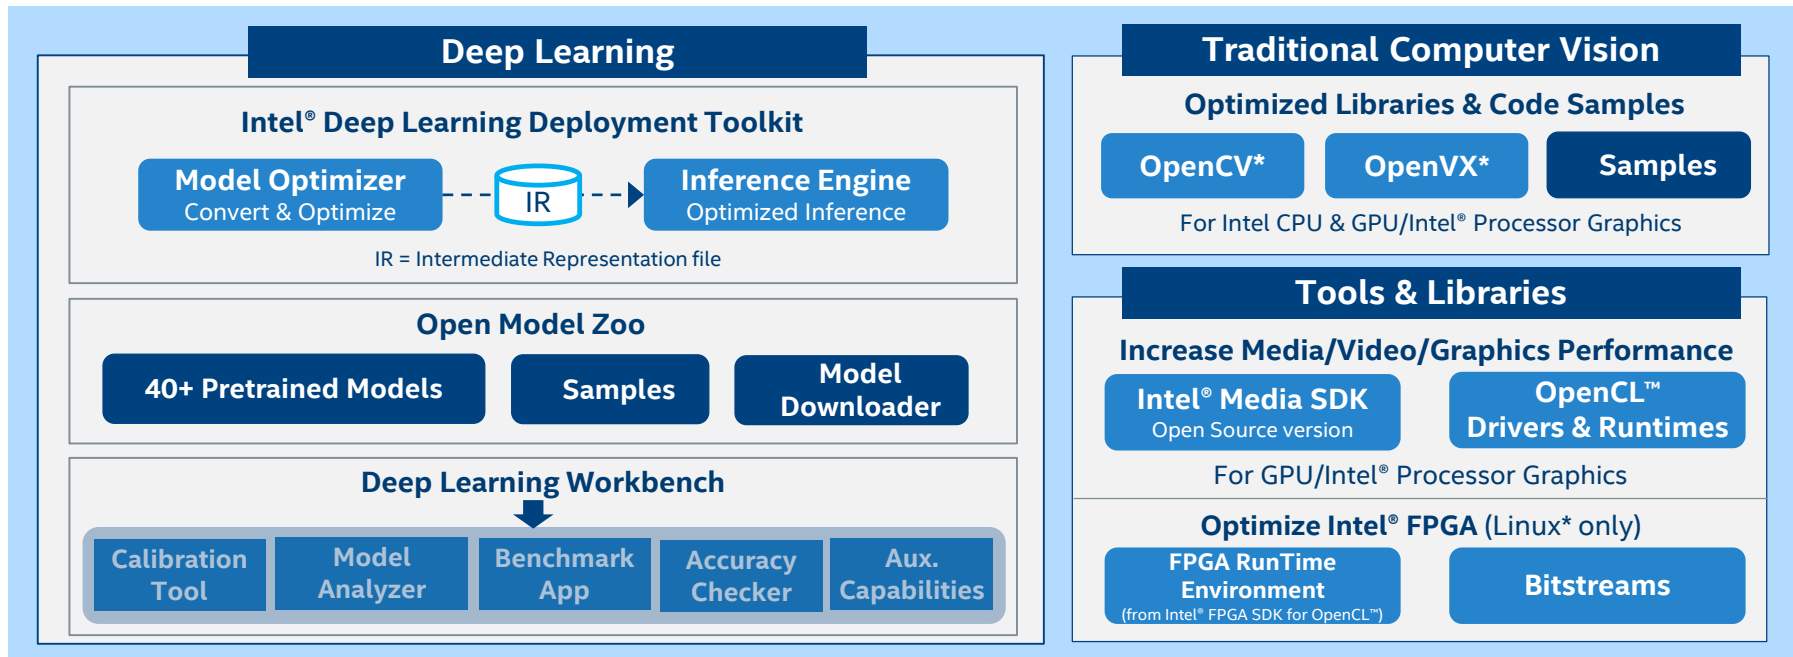 Deep Learning
Intel® Deep Learning Deployment Toolkit
Model Optimizer
Convert & Optimize
IR
Inference Engine
Optimized Inference
IR = Intermediate Representation file
Open Model Zoo
40+ Pretrained Models
Samples
Model
Downloader
Deep Learning Workbench
Calibration
Tool
Model
Analyzer
Benchmark
App
Accuracy
Checker
Aux.
Capabilities
Traditional Computer Vision
Optimized Libraries & Code Samples
OpenCV*
OpenVX*
Samples
For Intel CPU & GPU/Intel® Processor Graphics
Tools & Libraries
Increase Media/Video/Graphics Performance
Intel® Media SDK
Open Source version
OpenCL™
Drivers & Runtimes
For GPU/Intel® Processor Graphics
Optimize Intel® FPGA (Linux* only)
FPGA RunTime
Environment
(from Intel® FPGA SDK for OpenCL™)
Bitstreams